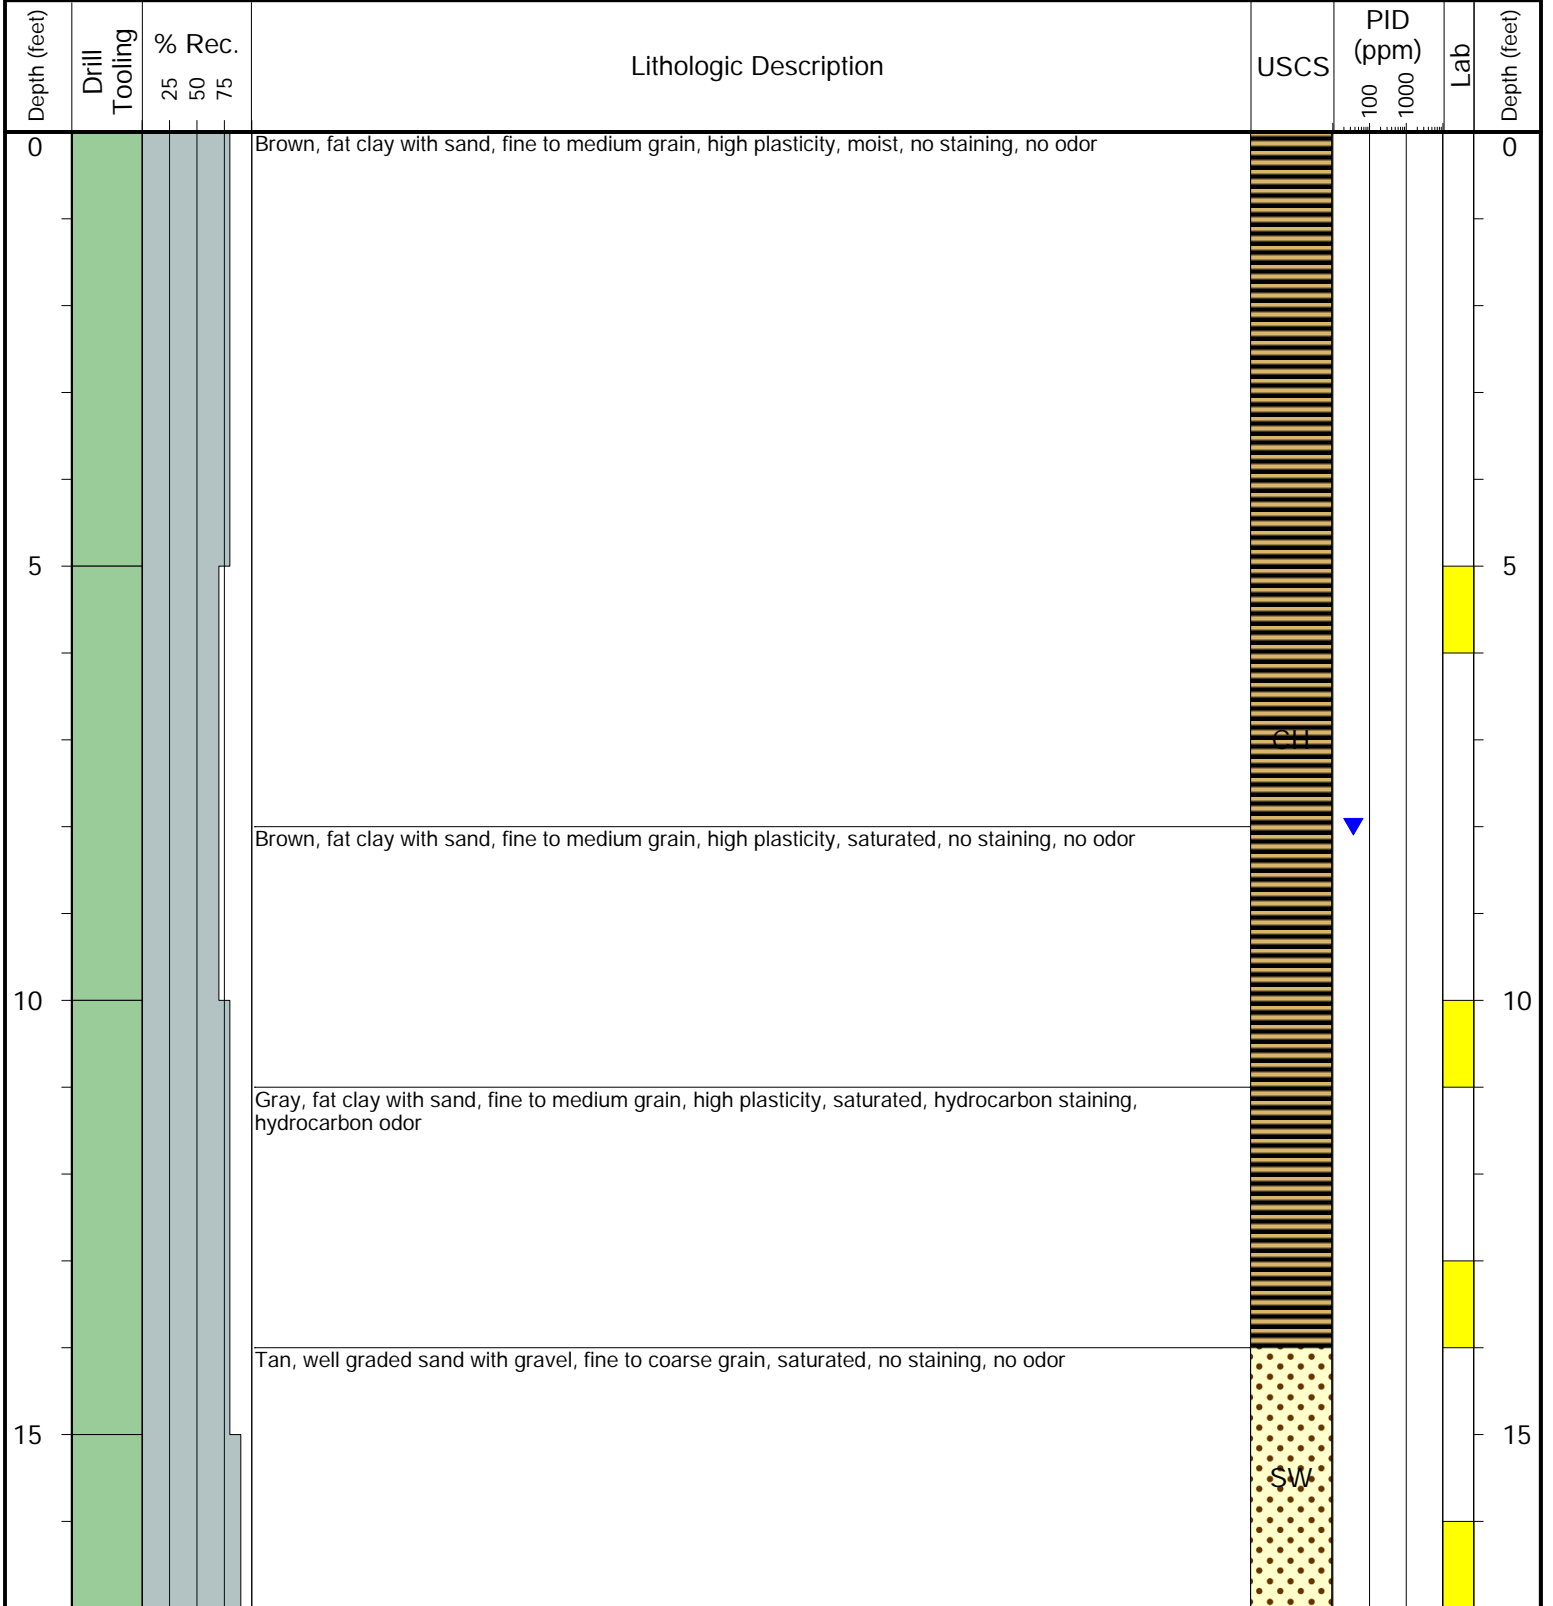 Depth (feet)
Drill
Tooling
% Rec.
25
50
75
Lithologic Description
USCS
PID
(ppm)
100
1000
Lab
Depth (feet)
0
Brown, fat clay with sand, fine to medium grain, high plasticity, moist, no staining, no odor
0
5
5
CH
Brown, fat clay with sand, fine to medium grain, high plasticity, saturated, no staining, no odor
10
10
Gray, fat clay with sand, fine to medium grain, high plasticity, saturated, hydrocarbon staining,
hydrocarbon odor
Tan, well graded sand with gravel, fine to coarse grain, saturated, no staining, no odor
15
15
SW